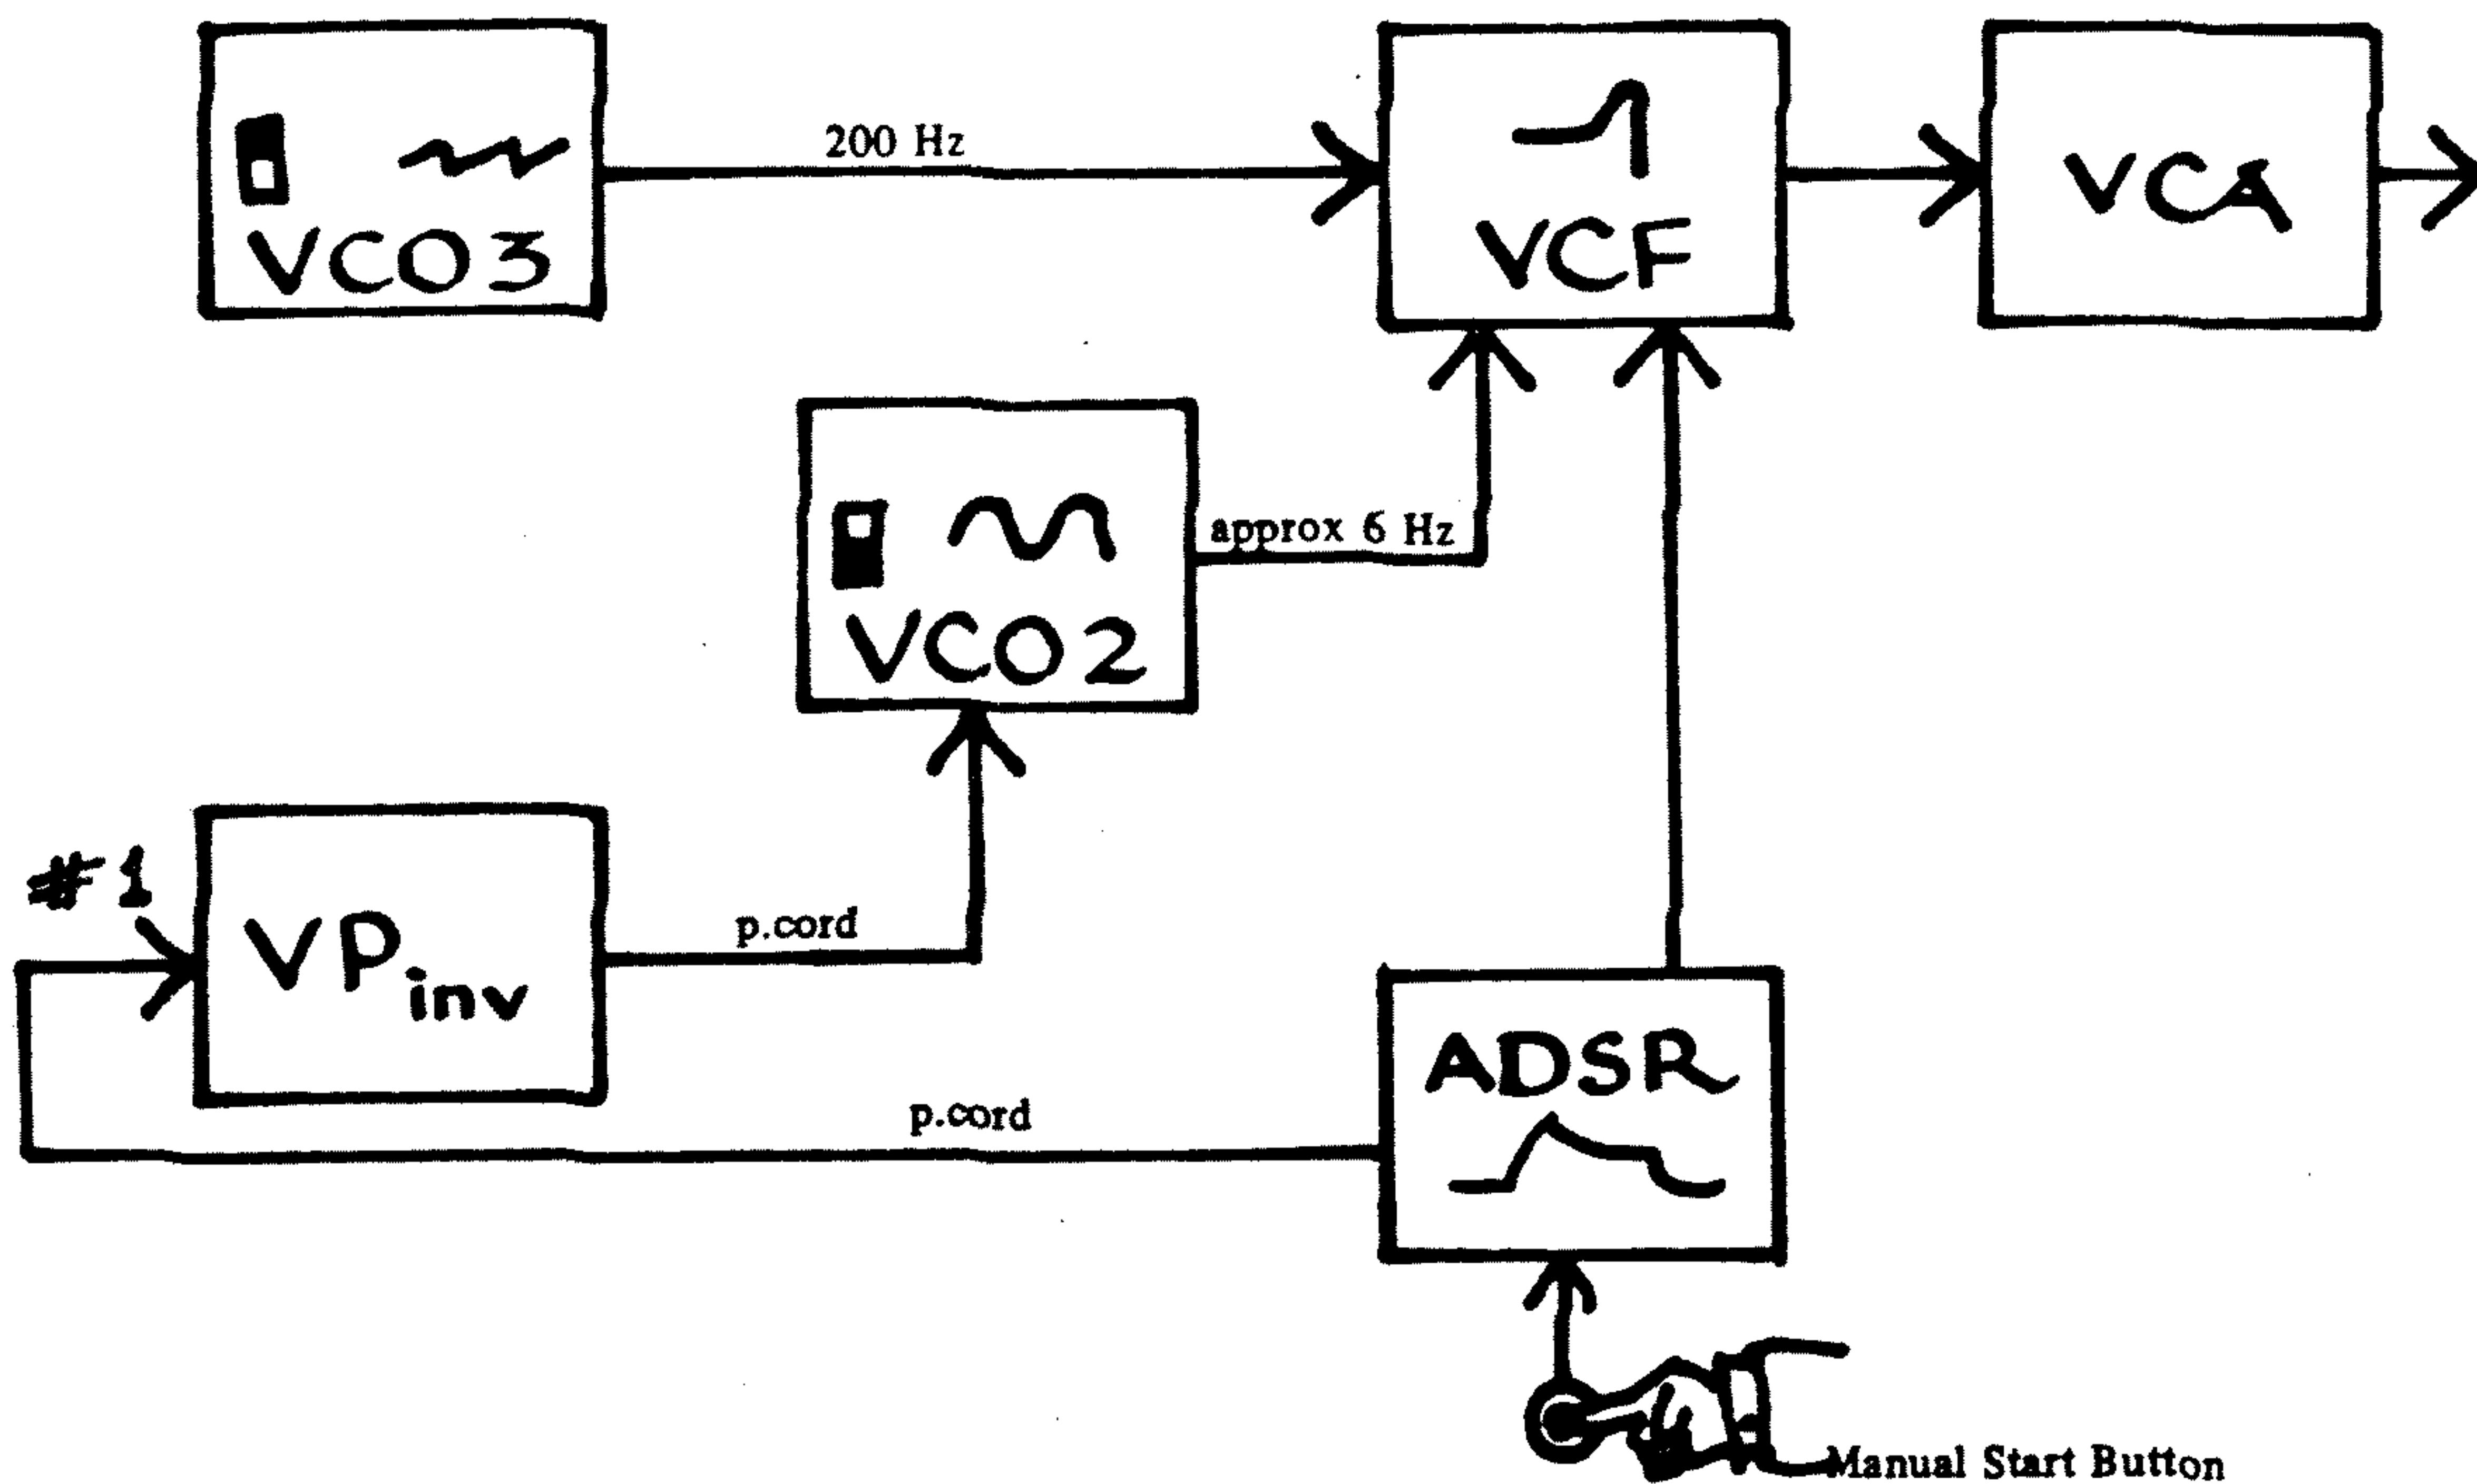 200 Hz
VCO3
VCF
VCA
approx 6 Hz
VCO2
#1
VPinv
p.cord
ADSR
p.cord
Manual Start Button